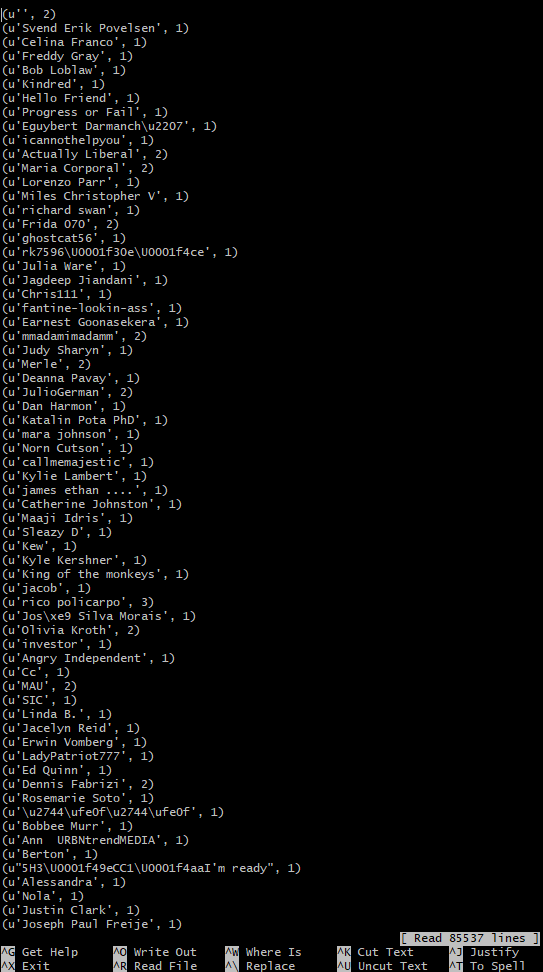 (u'', 2)
(u'Svend Erik Povelsen', 1)
(u'Celina Franco', 1)
(u'Freddy Gray', 1)
(u'Bob Loblaw', 1)
(u'Kindred', 1)
(u'Hello Friend', 1)
(u'Progress or Fail', 1)
(u'Eguybert Darmanch\u2207', 1)
(u'icannothelpyou', 1)
(u'Actually Liberal', 2)
(u'Maria Corporal', 2)
(u'Lorenzo Parr', 1)
(u'Miles Christopher V', 1)
(u'richard swan', 1)
(u'Frida 070', 2)
(u'ghostcat56', 1)
(u'rk7596\U0001f30e\U0001f4ce', 1)
(u'Julia Ware', 1)
(u'Jagdeep Jiandani', 1)
(u'Chris111', 1)
(u'fantine-lookin-ass', 1)
(u'Earnest Goonasekera', 1)
(u'mmadamimadamm', 2)
(u'Judy Sharyn', 1)
(u'Merle', 2)
(u'Deanna Pavay', 1)
(u'JulioGerman', 2)
(u'Dan Harmon', 1)
(u'Katalin Pota PhD', 1)
(u'mara johnson', 1)
(u'Norn Cutson', 1)
(u'callmemajestic', 1)
(u'Kylie Lambert', 1)
(u'james ethan ....', 1)
(u'Catherine Johnston', 1)
(u'Maaji Idris', 1)
(u'Sleazy D', 1)
(u'Kew', 1)
(u'Kyle Kershner', 1)
(u'King of the monkeys', 1)
(u'jacob', 1)
(u'rico policarpo', 3)
(u'Jos\xe9 Silva Morais', 1)
(u'Olivia Kroth', 2)
(u'investor', 1)
(u'Angry Independent', 1)
(u'Cc', 1)
(u'MAU', 2)
(u'SIC', 1)
(u'Linda B.', 1)
(u'Jacelyn Reid', 1)
(u'Erwin Vomberg', 1)
(u'LadyPatriot777', 1)
(u'Ed Quinn', 1)
(u'Dennis Fabrizi', 2)
(u'Rosemarie Soto', 1)
(u'\u2744\ufe0f\u2744\ufe0f', 1)
(u'Bobbee Murr', 1)
(u'Ann  URBNtrendMEDIA', 1)
(u'Berton', 1)
(u"5H3\U0001f49eCC1\U0001f4aaI'm ready", 1)
(u'Alessandra', 1)
(u'Nola', 1)
(u'Justin Clark', 1)
(u'Joseph Paul Freije', 1)
[ Read 85537 lines ]
^G Get Help ^O Write Out ^W Where Is ^K Cut Text ^J Justify
^X Exit ^R Read File ^\ Replace ^U Uncut Text ^T To Spell